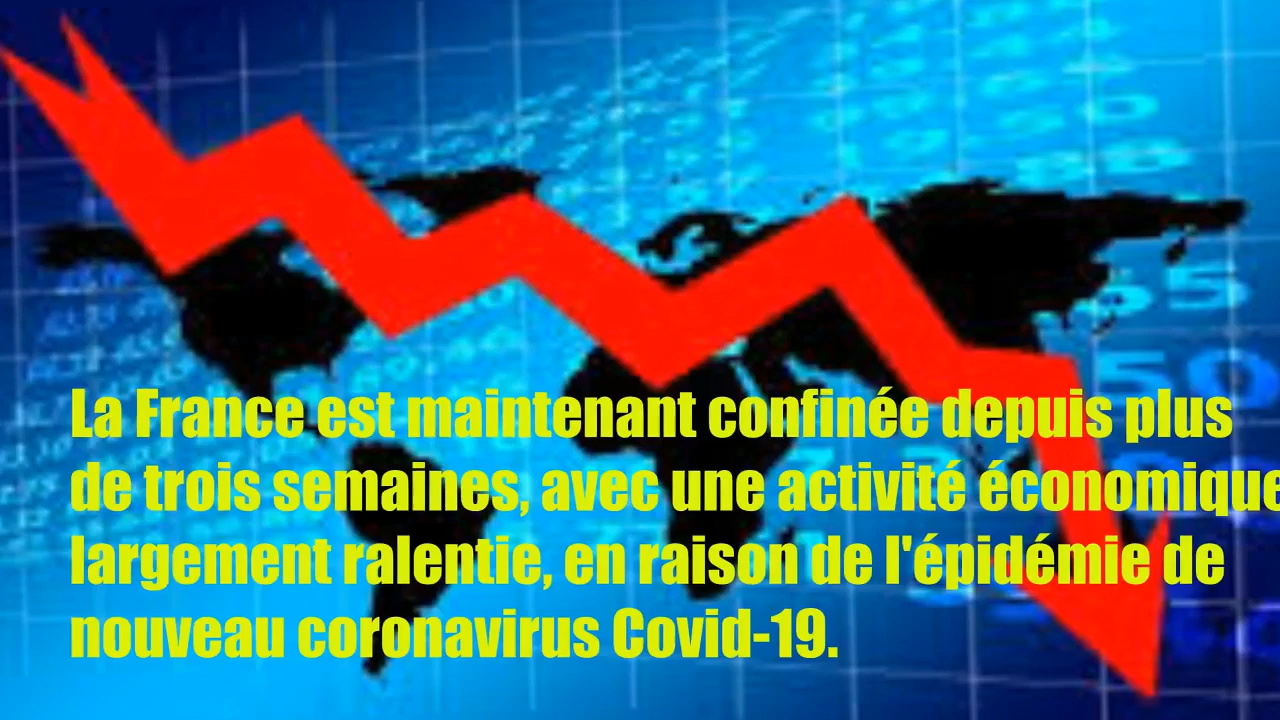 La France est maintenant confinée depuis plus
de trois semaines, avec une activité économique
largement ralentie, en raison de l'épidémie de
nouveau coronavirus Covid-19.